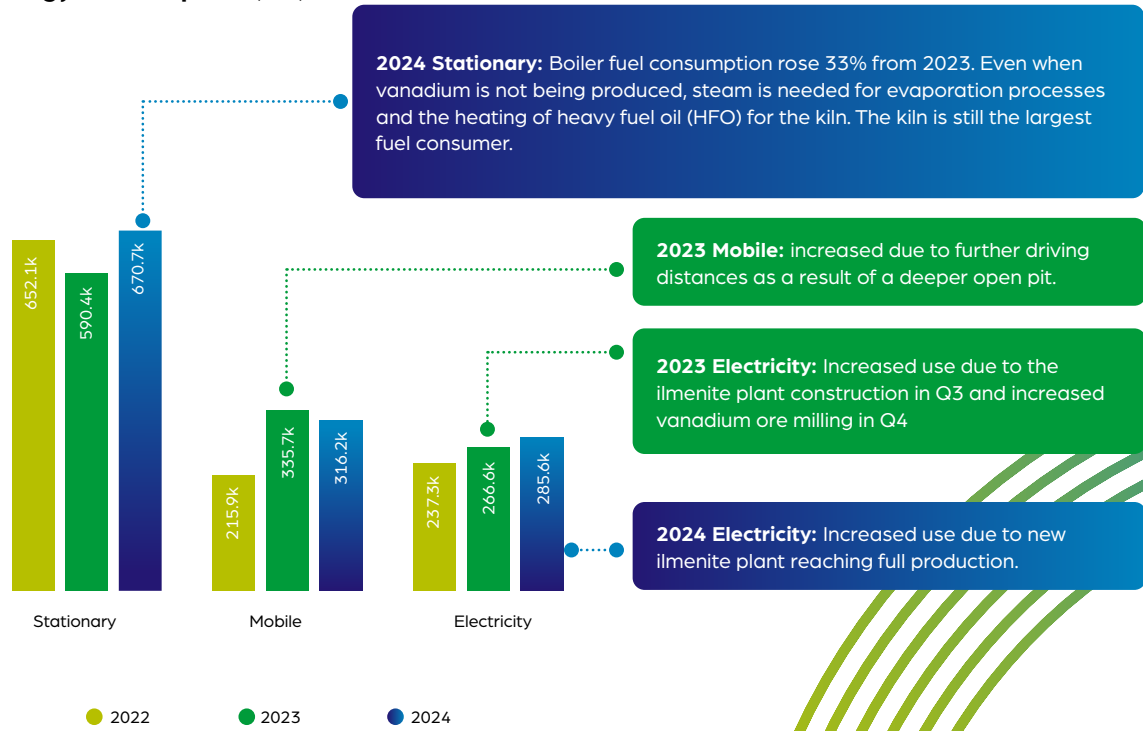 2024 Stationary: Boiler fuel consumption rose 33% from 2023. Even when
vanadium is not being produced, steam is needed for evaporation processes
and the heating of heavy fuel oil (HFO) for the kiln. The kiln is still the largest
fuel consumer.
2023 Mobile: increased due to further driving
distances as a result of a deeper open pit.
2023 Electricity: Increased use due to the
ilmenite plant construction in Q3 and increased
vanadium ore milling in Q4
2024 Electricity: Increased use due to new
ilmenite plant reaching full production.
652.1k
590.4k
670.7k
215.9k
335.7k
316.2k
237.3k
266.6k
285.6k
Stationary
Mobile
Electricity
2022
2023
2024